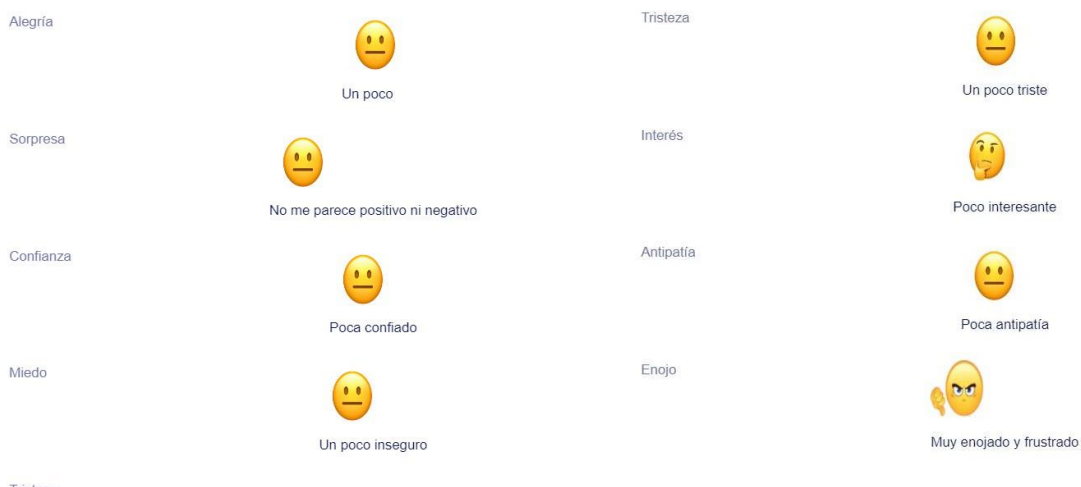 Alegría
Un poco
Sorpresa
No me parece positivo ni negativo
Confianza
Poca confiado
Miedo
Un poco inseguro
Tristeza
Un poco triste
Interés
Poco interesante
Antipatía
Poca antipatía
Enojo
Muy enojado y frustrado